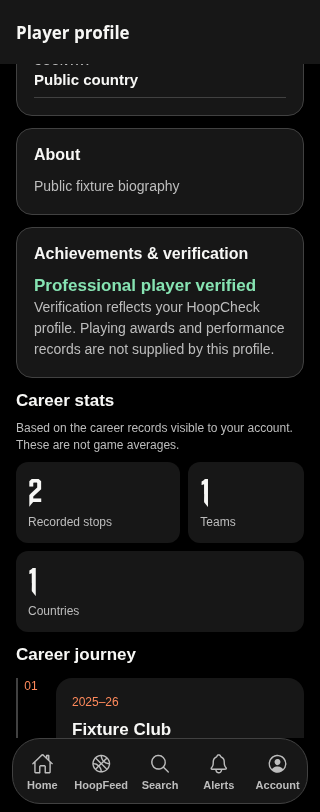 Player profile
Public country
About
Public fixture biography
Achievements & verification
Professional player verified
Verification reflects your HoopCheck
profile. Playing awards and performance
records are not supplied by this profile.
Career stats
Based on the career records visible to your account.
These are not game averages.
2
Recorded stops
1
Teams
1
Countries
Career journey
01
2025–26
Fixture Club
Home
HoopFeed
Search
Alerts
Account